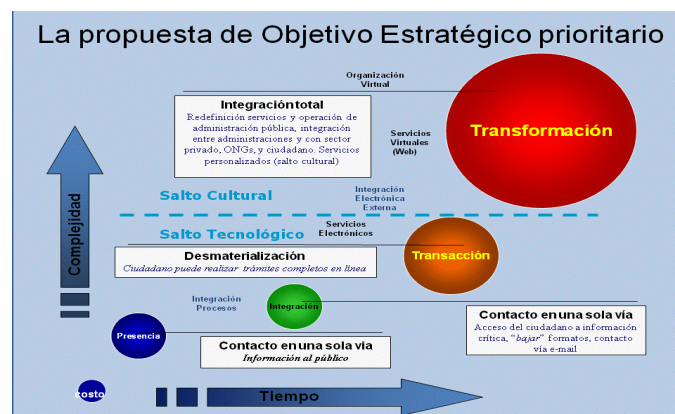 La propuesta de Objetivo Estratégico prioritario
Organización
Virtual
Integración total
Redefinición servicios y operación de
administración pública, integración
entre administraciones y con sector
privado, ONGs, y ciudadano. Servicios
personalizados (salto cultural)
Transformación
Servicios
Virtuales
(Web)
Complejidad
Salto Cultural
Integración
Electrónica
Externa
Salto Tecnológico
Servicios
Electrónicos
Desmaterialización
Ciudadano puede realizar trámites completos en línea
Transacción
Integración
Procesos
Integración
Contacto en una sola vía
Acceso del ciudadano a información
crítica, "bajar" formatos, contacto
vía e-mail
Presencia
Contacto en una sola via
Información al público
costo
Tiempo